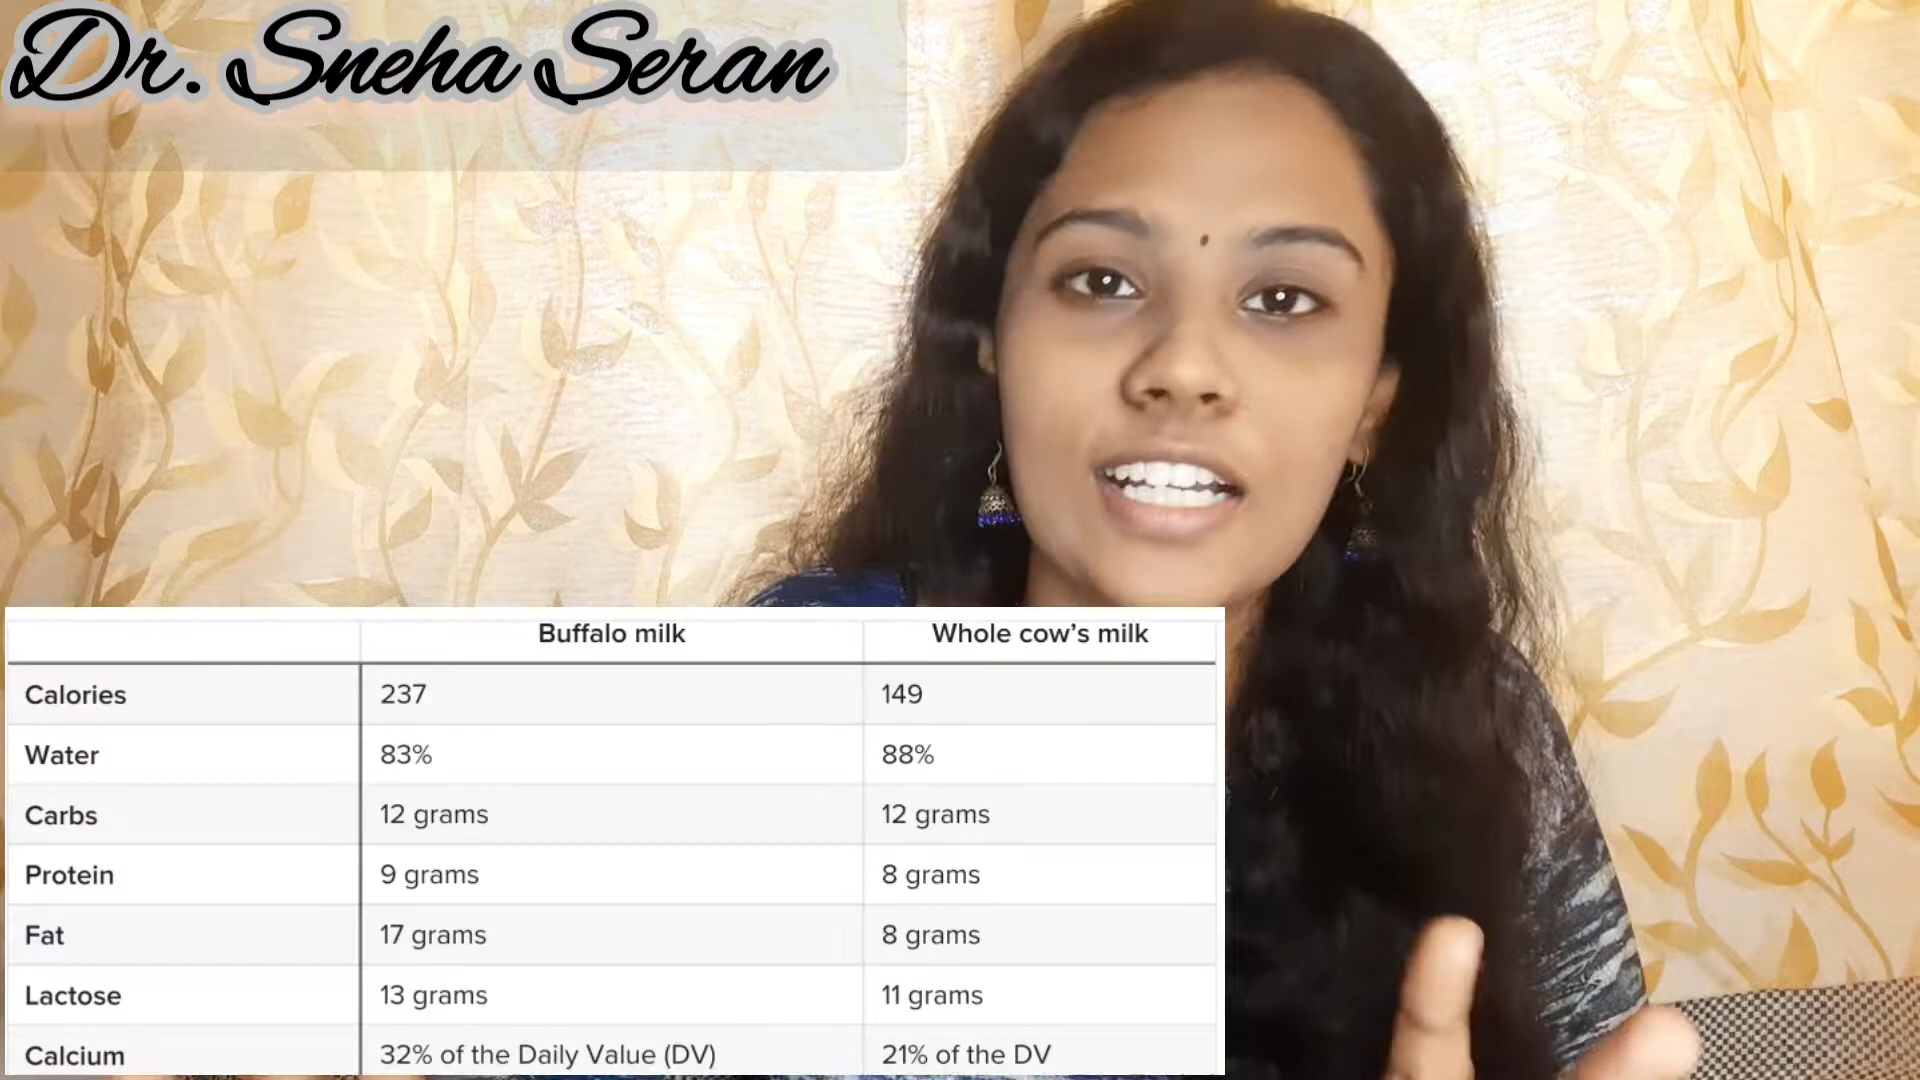 Dr. Sneha Seran
Buffalo milk Whole cow's milk
Calories 237 149
Water 83% 88%
Carbs 12 grams 12 grams
Protein 9 grams 8 grams
Fat 17 grams 8 grams
Lactose 13 grams 11 grams
Calcium 32% of the Daily Value (DV) 21% of the DV